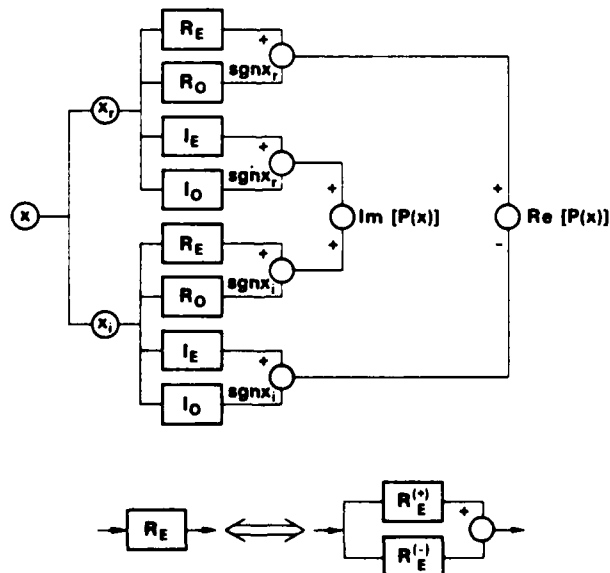 R_E
+
R_O
sgnx_r
x_r
I_E
+
I_O
sgnx_r
+
+
x
Im [P(x)]
Re [P(x)]
+
-
R_E
+
R_O
sgnx_i
x_i
I_E
+
I_O
sgnx_i
R_E
R_E^(+)
+
R_E^(-)